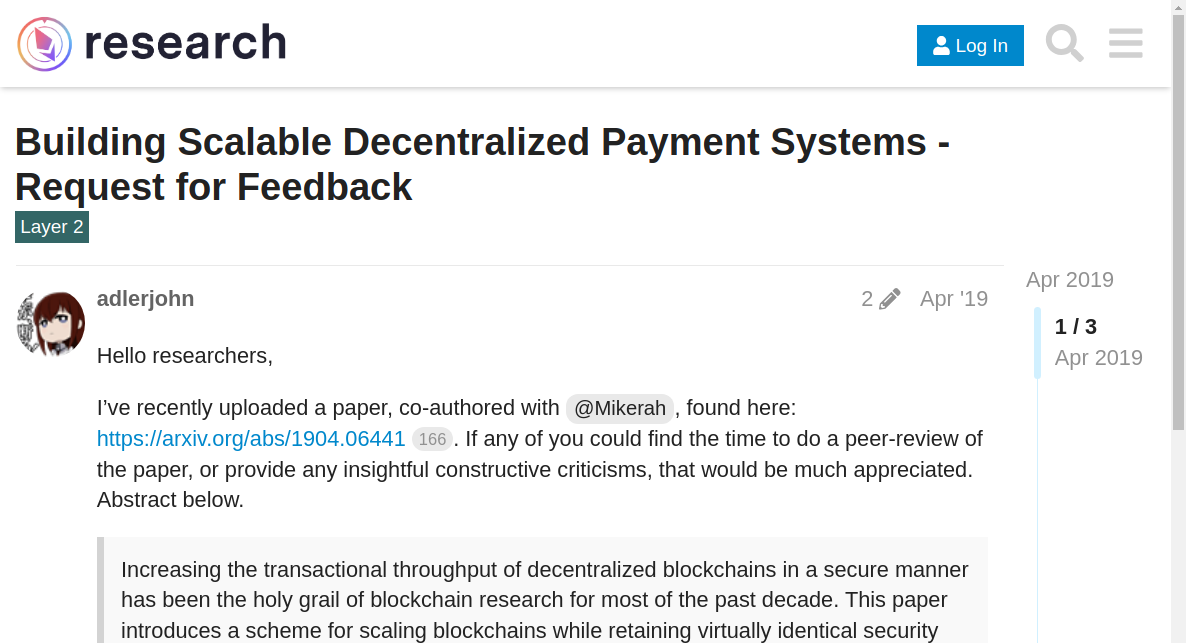 research
Log In
Building Scalable Decentralized Payment Systems -
Request for Feedback
Layer 2
adlerjohn
2
Apr '19
Apr 2019
1 / 3
Apr 2019
Hello researchers,
I’ve recently uploaded a paper, co-authored with @Mikerah, found here:
https://arxiv.org/abs/1904.06441 166. If any of you could find the time to do a peer-review of
the paper, or provide any insightful constructive criticisms, that would be much appreciated.
Abstract below.
Increasing the transactional throughput of decentralized blockchains in a secure manner
has been the holy grail of blockchain research for most of the past decade. This paper
introduces a scheme for scaling blockchains while retaining virtually identical security